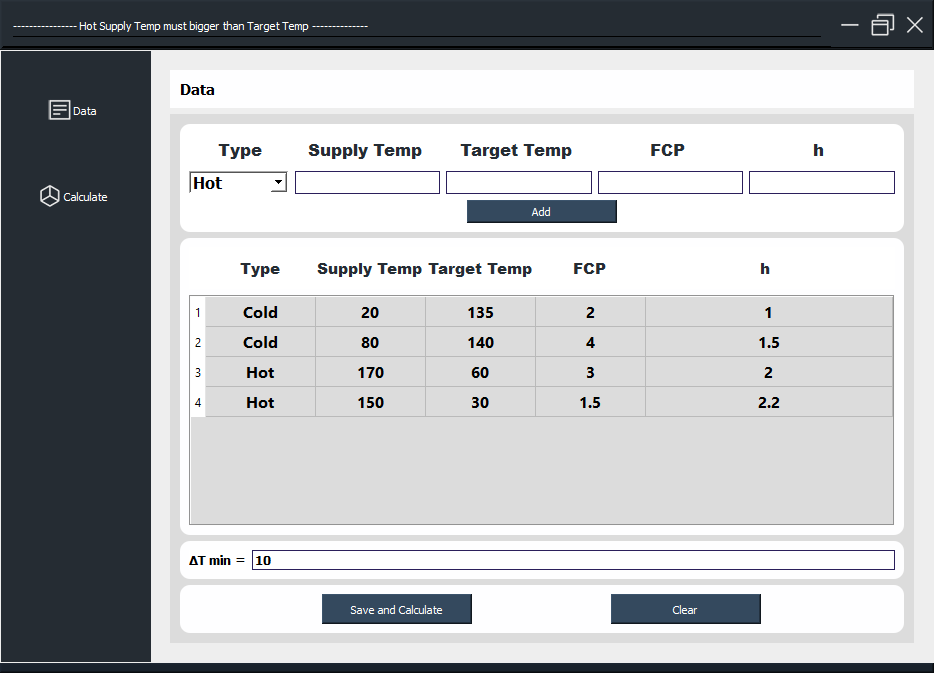 ---------------- Hot Supply Temp must bigger than Target Temp --------------
Data
Calculate
Data
Type Supply Temp Target Temp FCP h
Hot
Add
Type Supply Temp Target Temp FCP h
1 Cold 20 135 2 1
2 Cold 80 140 4 1.5
3 Hot 170 60 3 2
4 Hot 150 30 1.5 2.2
ΔT min = 10
Save and Calculate Clear